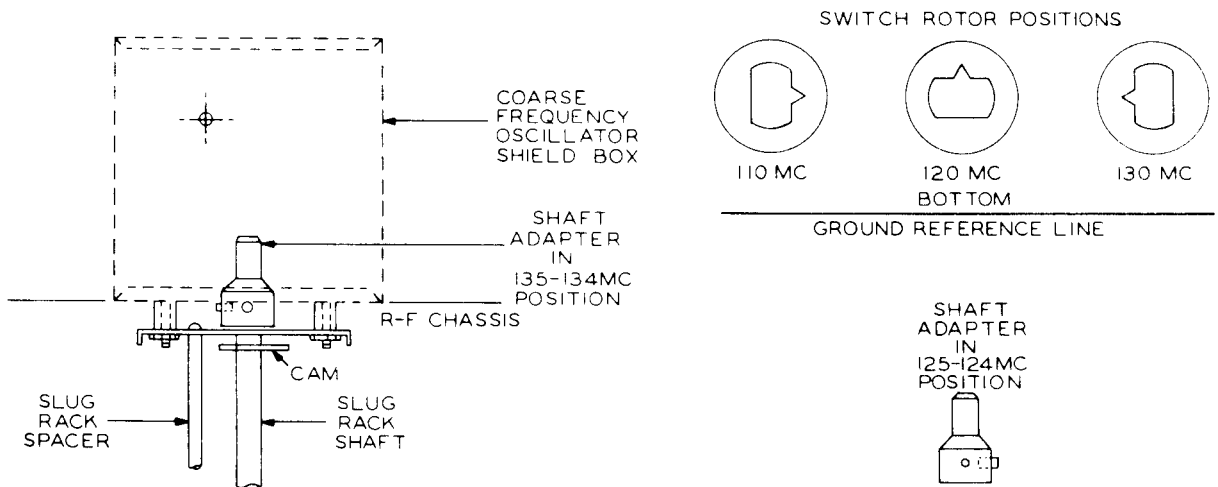 COARSE
FREQUENCY
OSCILLATOR
SHIELD BOX
SHAFT
ADAPTER
IN
135-134MC
POSITION
R-F CHASSIS
CAM
SLUG
RACK
SPACER
SLUG
RACK
SHAFT
SWITCH ROTOR POSITIONS
110 MC
120 MC
130 MC
BOTTOM
GROUND REFERENCE LINE
SHAFT
ADAPTER
IN
125-124MC
POSITION